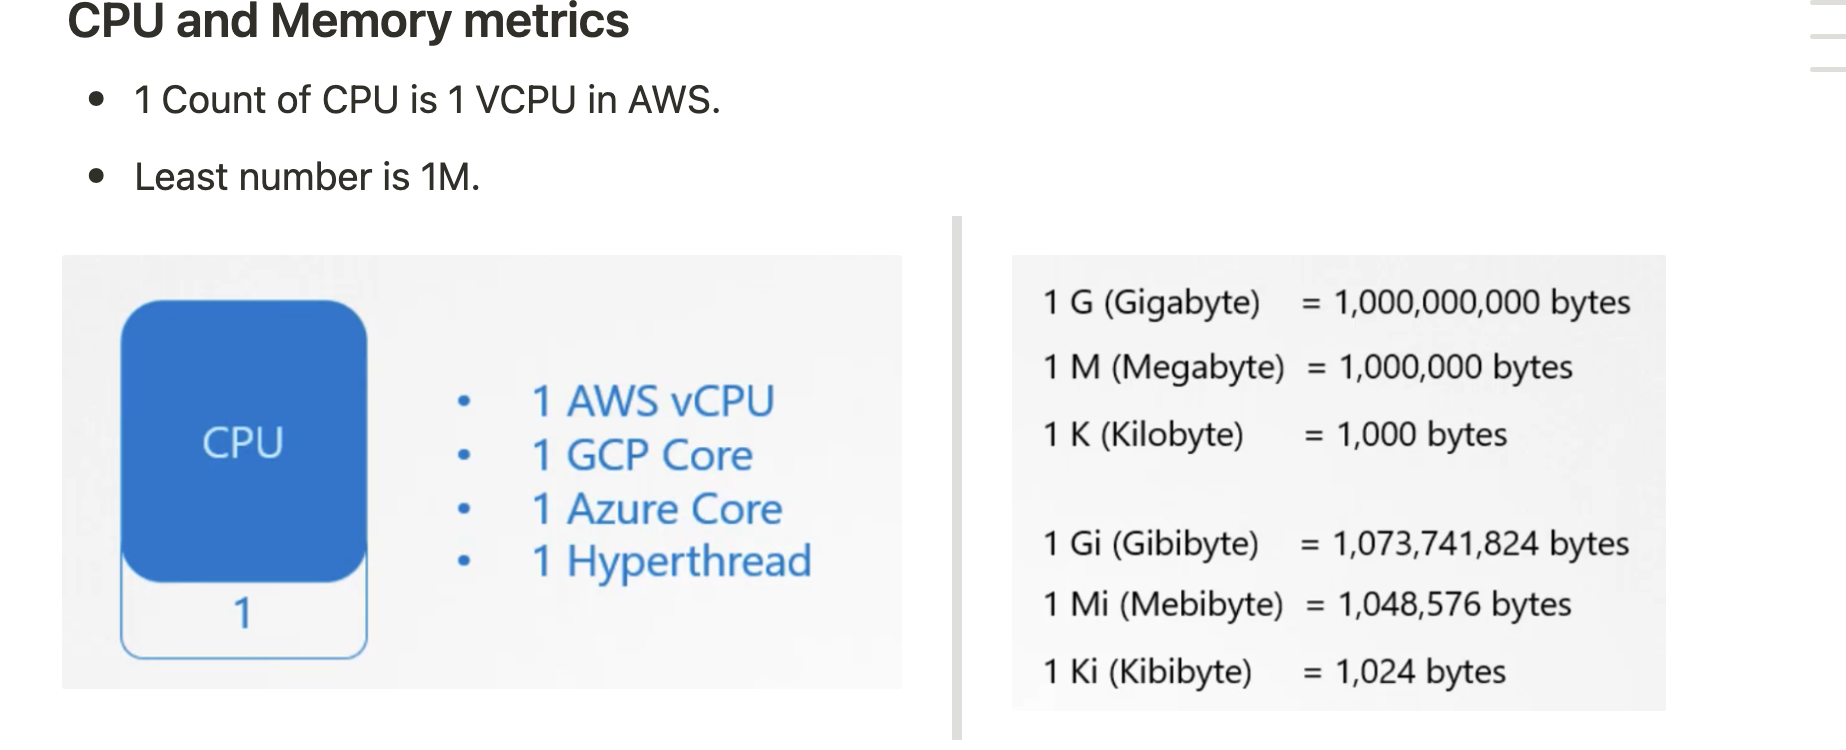 CPU and Memory metrics
• 1 Count of CPU is 1 VCPU in AWS.
• Least number is 1M.
CPU
1
• 1 AWS vCPU
• 1 GCP Core
• 1 Azure Core
• 1 Hyperthread
1 G (Gigabyte) = 1,000,000,000 bytes
1 M (Megabyte) = 1,000,000 bytes
1 K (Kilobyte) = 1,000 bytes
1 Gi (Gibibyte) = 1,073,741,824 bytes
1 Mi (Mebibyte) = 1,048,576 bytes
1 Ki (Kibibyte) = 1,024 bytes